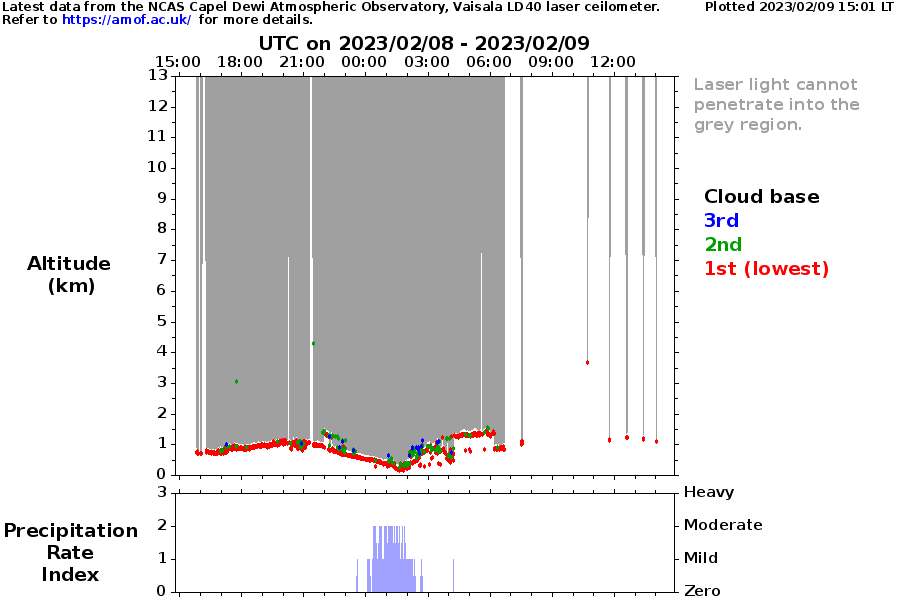 Latest data from the NCAS Capel Dewi Atmospheric Observatory, Vaisala LD40 laser ceilometer. Plotted 2023/02/09 15:01 LT
Refer to https://amof.ac.uk/ for more details.
UTC on 2023/02/08 - 2023/02/09
15:00 18:00 21:00 00:00 03:00 06:00 09:00 12:00
13
12
11
10
9
8
7
6
5
4
3
2
1
0
Altitude
(km)
Laser light cannot
penetrate into the
grey region.
Cloud base
3rd
2nd
1st (lowest)
3 Heavy
2 Moderate
1 Mild
0 Zero
Precipitation
Rate
Index